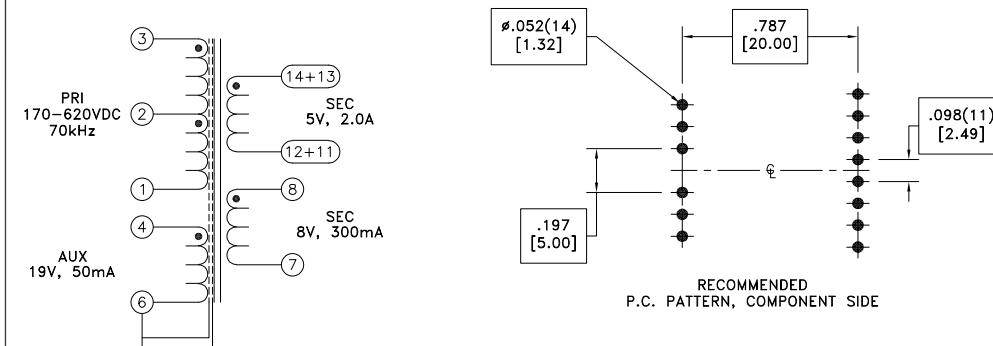 3
PRI
170-620VDC
70kHz
2
1
4
AUX
19V, 50mA
6
14+13
SEC
5V, 2.0A
12+11
8
SEC
8V, 300mA
7
ø.052(14)
[1.32]
.787
[20.00]
.098(11)
[2.49]
℄
.197
[5.00]
RECOMMENDED
P.C. PATTERN, COMPONENT SIDE